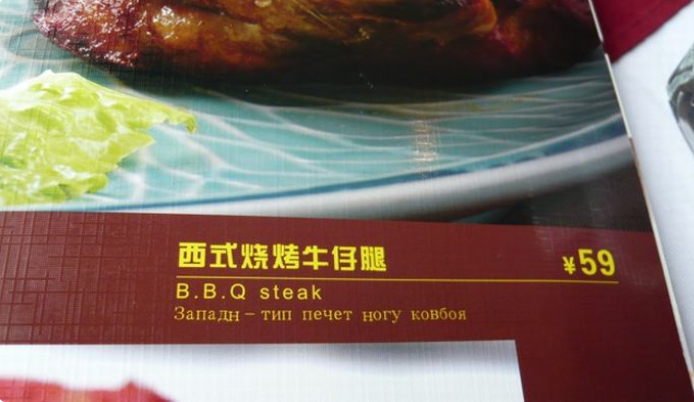 西式烧烤牛仔腿
¥59
B.B.Q steak
Западн – тип печет ногу ковбоя